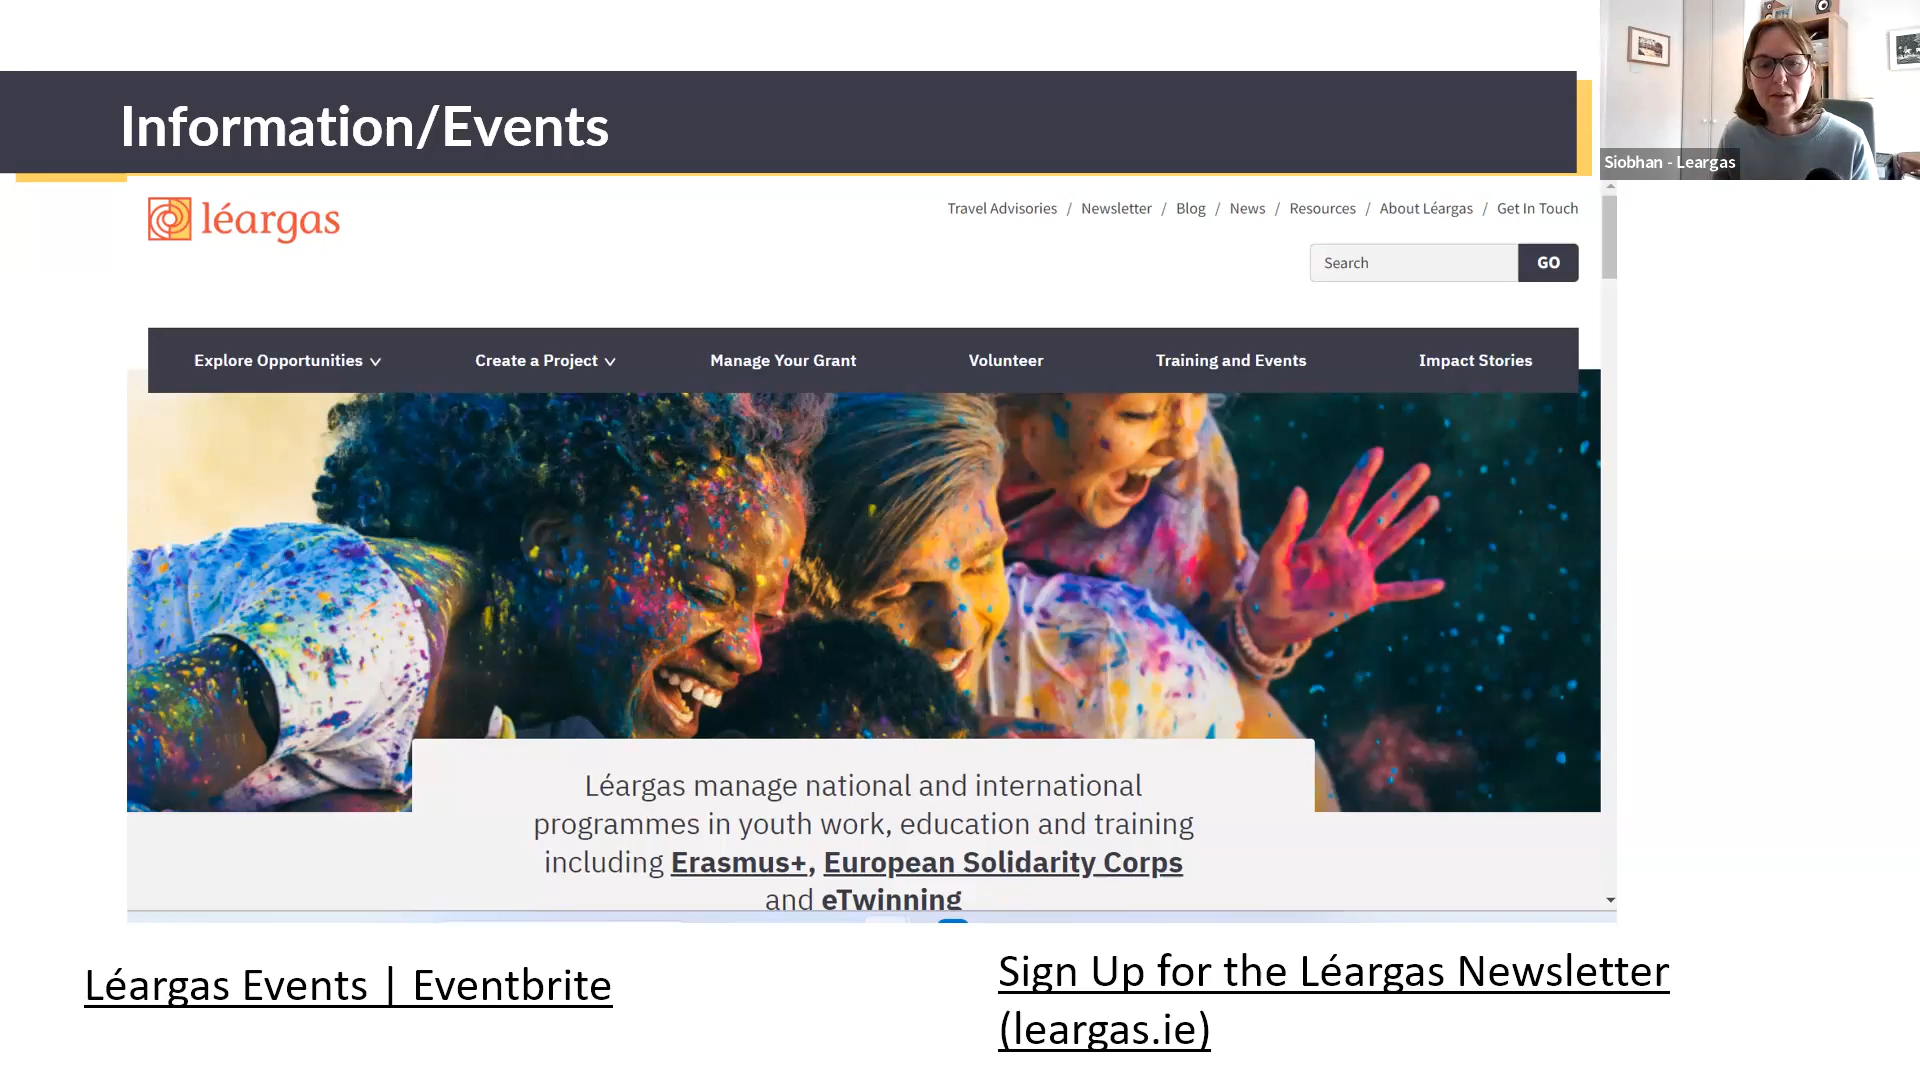 Information/Events
Siobhan - Leargas
léargas
Travel Advisories / Newsletter / Blog / News / Resources / About Léargas / Get In Touch
Search GO
Explore Opportunities Create a Project Manage Your Grant Volunteer Training and Events Impact Stories
Léargas manage national and international
programmes in youth work, education and training
including Erasmus+, European Solidarity Corps
and eTwinning
Léargas Events | Eventbrite
Sign Up for the Léargas Newsletter
(leargas.ie)